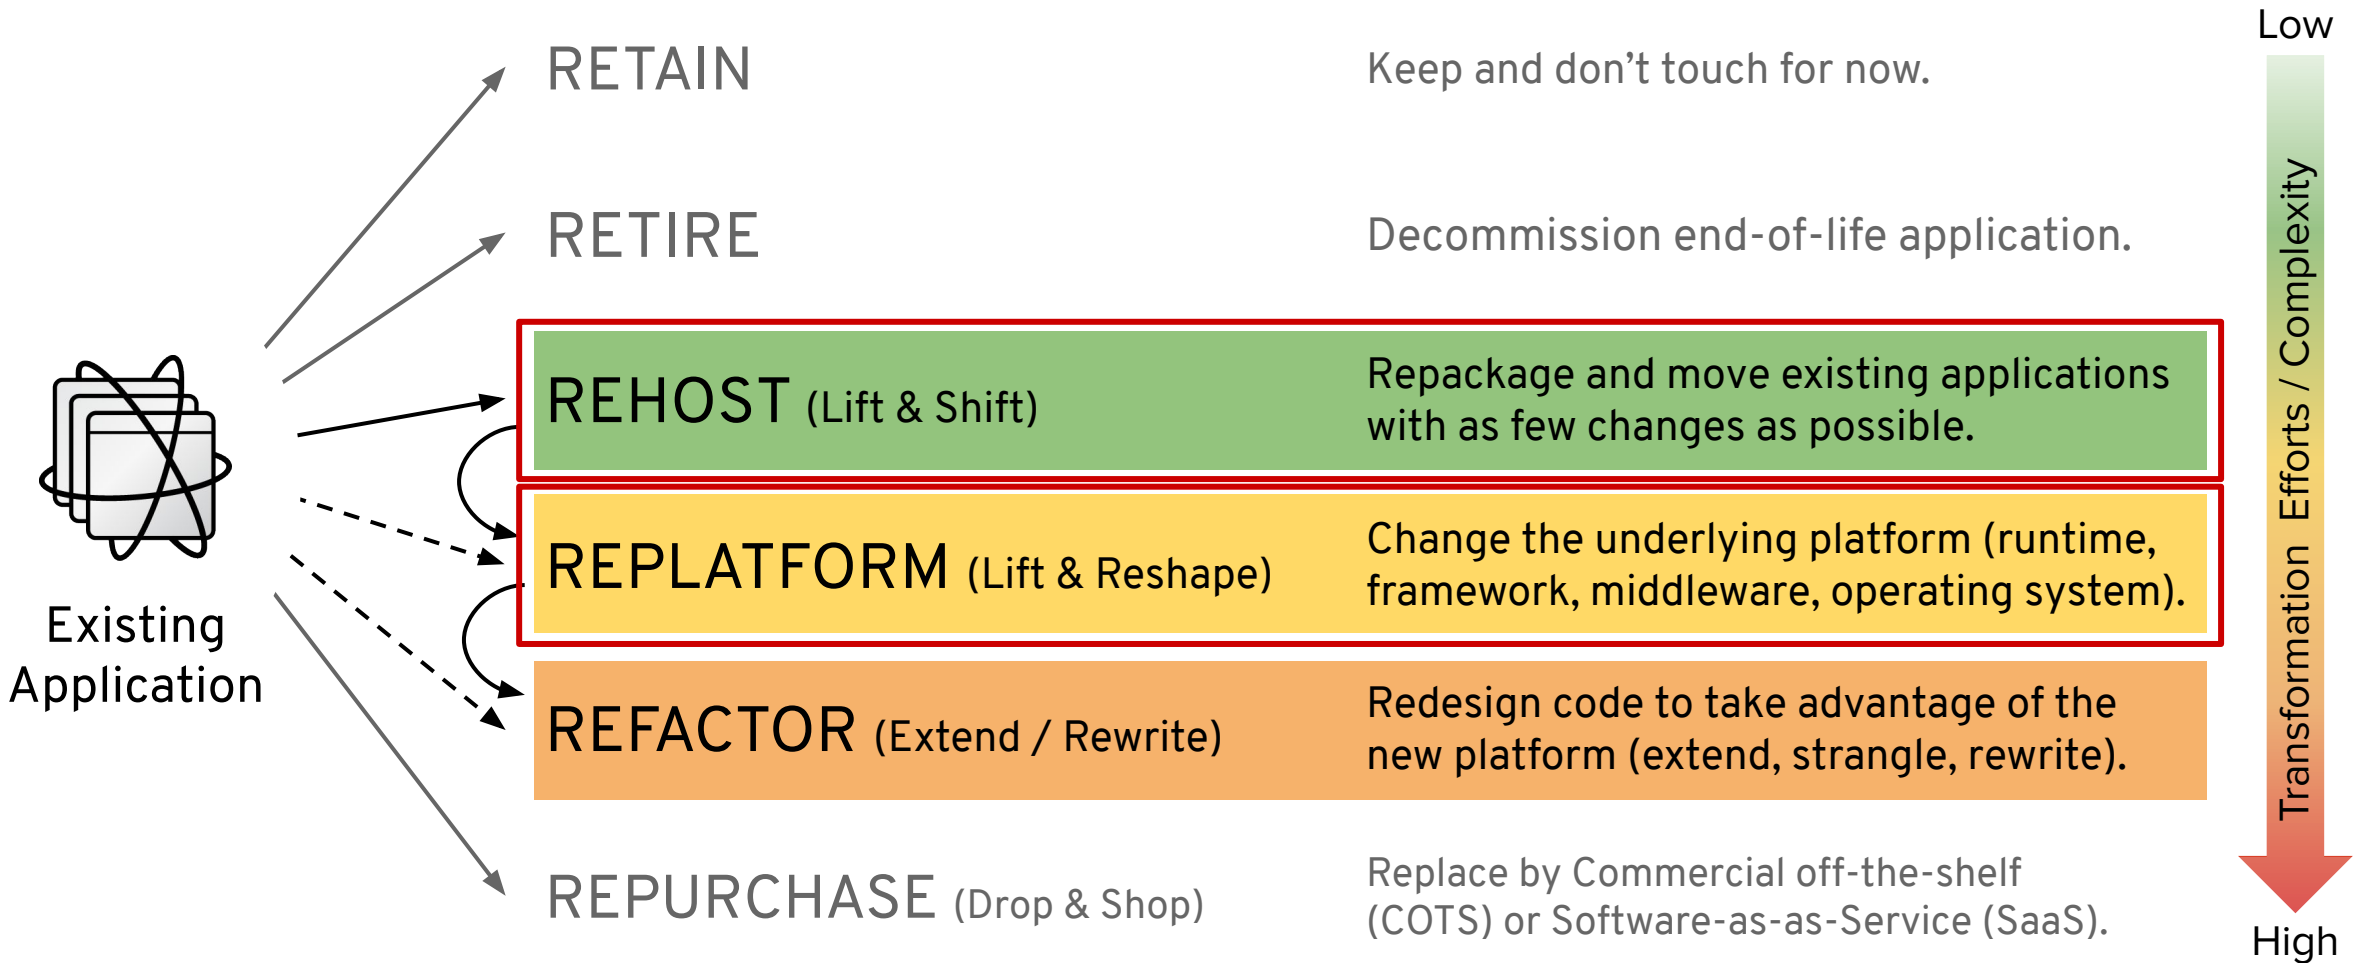 Low
RETAIN
Keep and don't touch for now.
RETIRE
Decommission end-of-life application.
REHOST (Lift & Shift)
Repackage and move existing applications
with as few changes as possible.
REPLATFORM (Lift & Reshape)
Change the underlying platform (runtime,
framework, middleware, operating system).
Existing
Application
REFACTOR (Extend / Rewrite)
Redesign code to take advantage of the
new platform (extend, strangle, rewrite).
REPURCHASE (Drop & Shop)
Replace by Commercial off-the-shelf
(COTS) or Software-as-as-Service (SaaS).
Transformation Efforts / Complexity
High